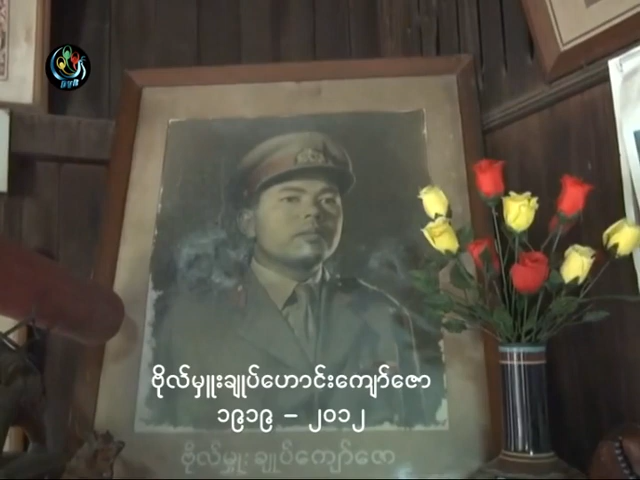 ဗိုလ်မှူးချုပ်ဟောင်းကျော်ဇော
၁၉၁၉ – ၂၀၁၂
ဗိုလ်မှူးချုပ်ကျော်ဇော